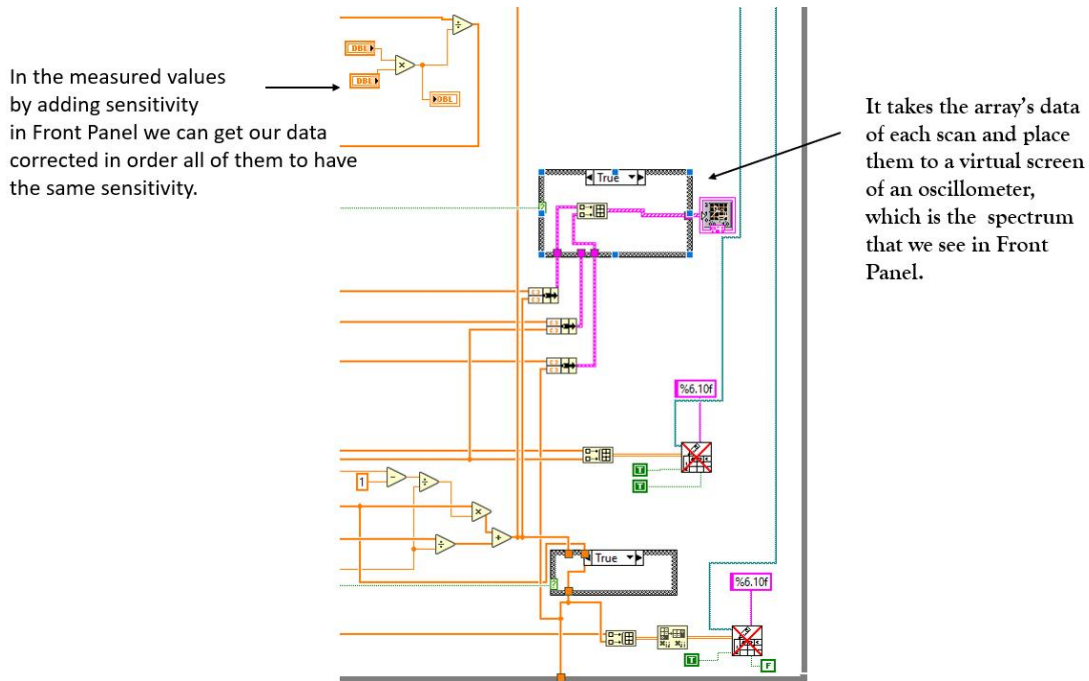 In the measured values
by adding sensitivity
in Front Panel we can get our data
corrected in order all of them to have
the same sensitivity.
DBL
DBL
DBL
It takes the array's data
of each scan and place
them to a virtual screen
of an oscillometer,
which is the spectrum
that we see in Front
Panel.
True
?
%6.10f
T
T
1
True
?
%6.10f
T
F